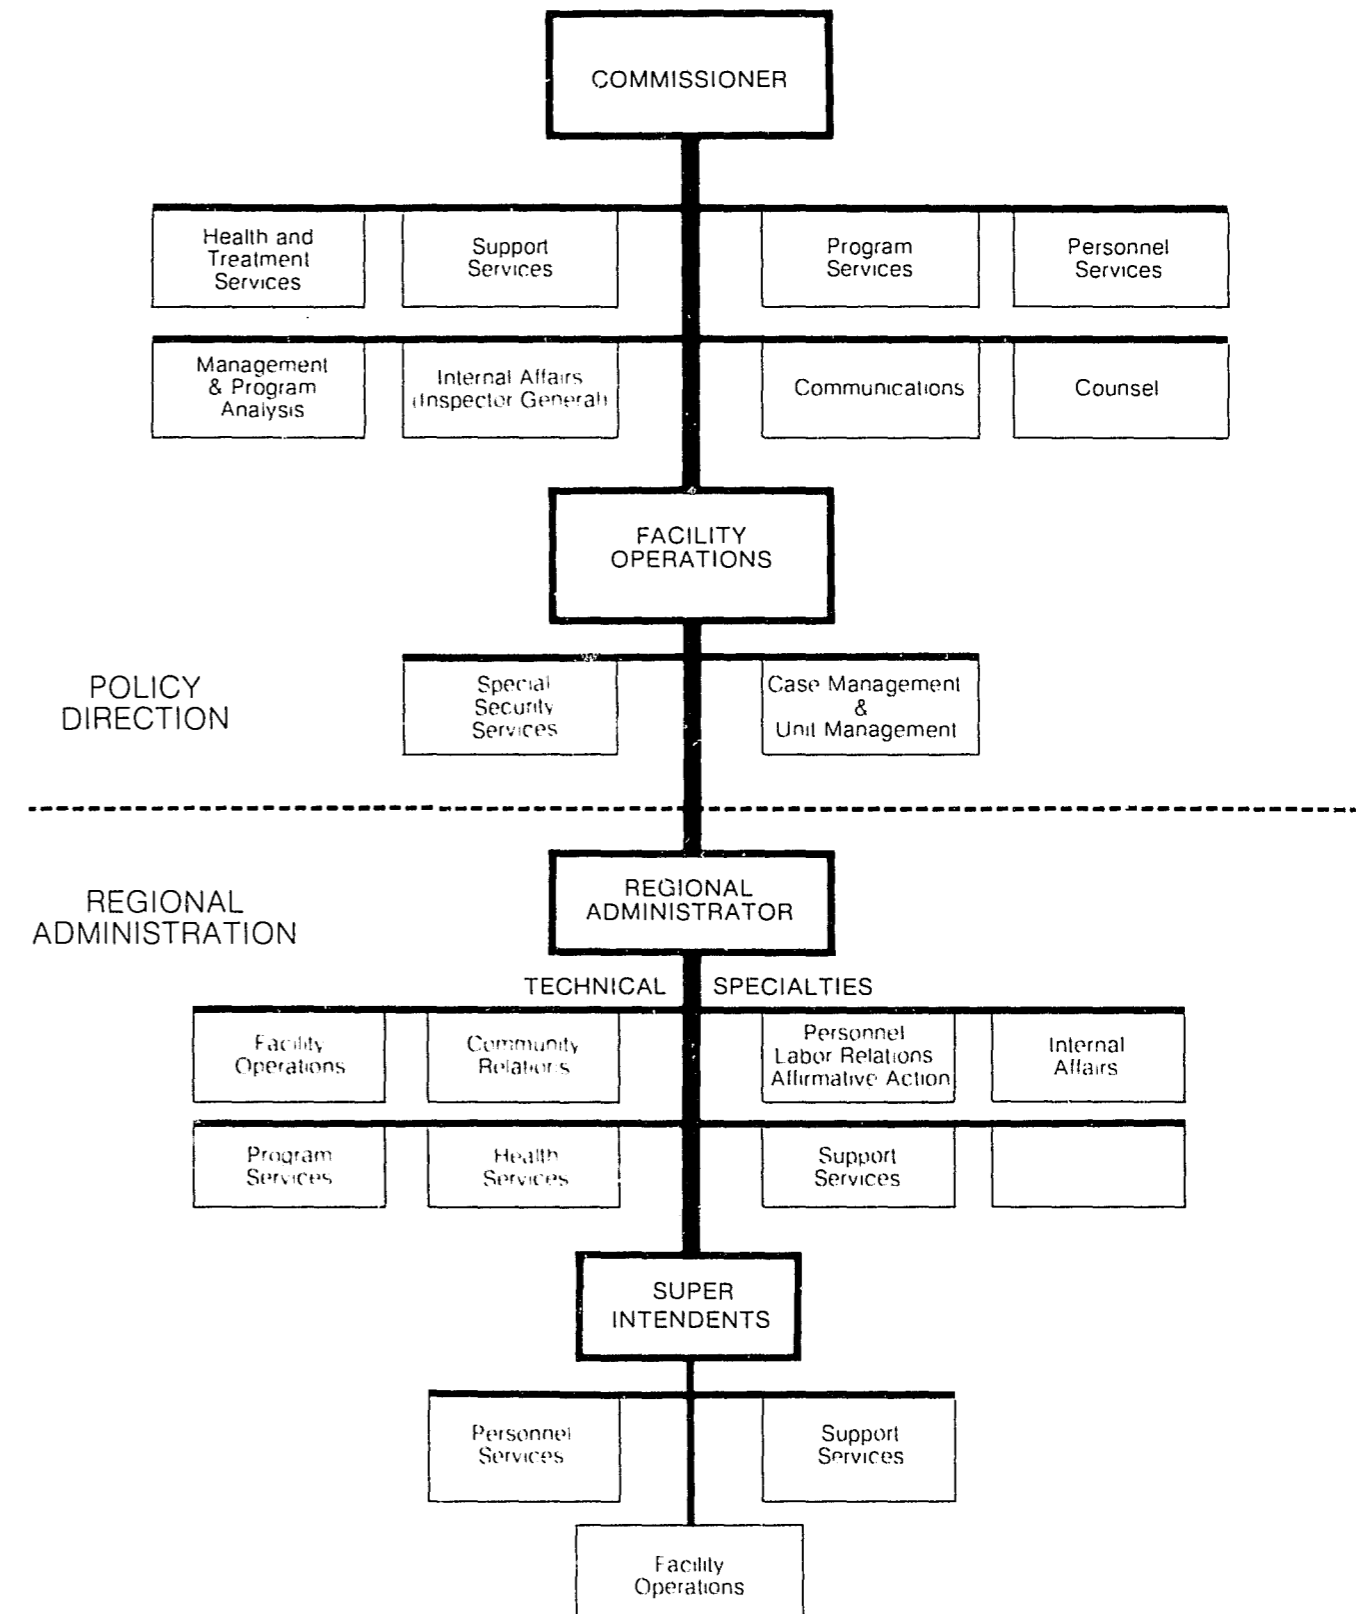 COMMISSIONER
Health and
Treatment
Services
Support
Services
Program
Services
Personnel
Services
Management
& Program
Analysis
Internal Affairs
(Inspector General)
Communications
Counsel
FACILITY
OPERATIONS
POLICY
DIRECTION
Special
Security
Services
Case Management
&
Unit Management
REGIONAL
ADMINISTRATION
REGIONAL
ADMINISTRATOR
TECHNICAL SPECIALTIES
Facility
Operations
Community
Relations
Personnel
Labor Relations
Affirmative Action
Internal
Affairs
Program
Services
Health
Services
Support
Services
SUPER
INTENDENTS
Personnel
Services
Support
Services
Facility
Operations